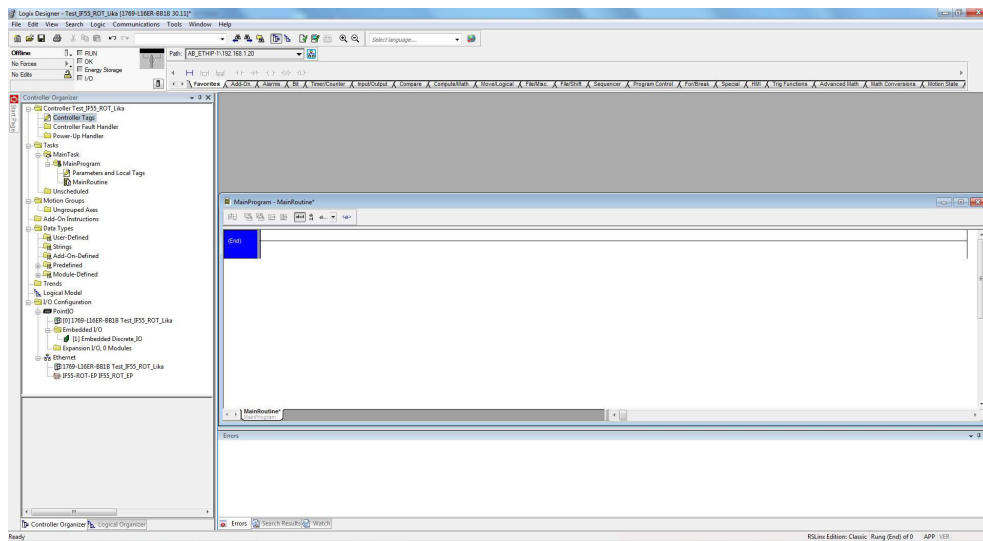 Logix Designer - Test_IF55_ROT_Lika [1769-L16ER-BB1B 30.11]*
File Edit View Search Logic Communications Tools Window Help
Select language...
Offline
RUN
Path: AB_ETHIP-1\192.168.1.20
No Forces
OK
No Edits
Energy Storage
I/O
Favorites Add-On Alarms Bit Timer/Counter Input/Output Compare Compute/Math Move/Logical File/Misc. File/Shift Sequencer Program Control For/Break Special HMI Trig Functions Advanced Math Math Conversions Motion State
Start Page
Controller Organizer
Controller Test_IF55_ROT_Lika
Controller Tags
Controller Fault Handler
Power-Up Handler
Tasks
MainTask
MainProgram
Parameters and Local Tags
MainRoutine
Unscheduled
Motion Groups
Ungrouped Axes
Add-On Instructions
Data Types
User-Defined
Strings
Add-On-Defined
Predefined
Module-Defined
Trends
Logical Model
I/O Configuration
PointIO
[0] 1769-L16ER-BB1B Test_IF55_ROT_Lika
Embedded I/O
[1] Embedded Discrete_IO
Expansion I/O, 0 Modules
Ethernet
1769-L16ER-BB1B Test_IF55_ROT_Lika
IF55-ROT-EP IF55_ROT_EP
MainProgram - MainRoutine*
(End)
MainRoutine*
MainProgram
Errors
Errors Search Results Watch
Controller Organizer Logical Organizer
Ready
RSLinx Edition: Classic Rung (End) of 0 APP VER